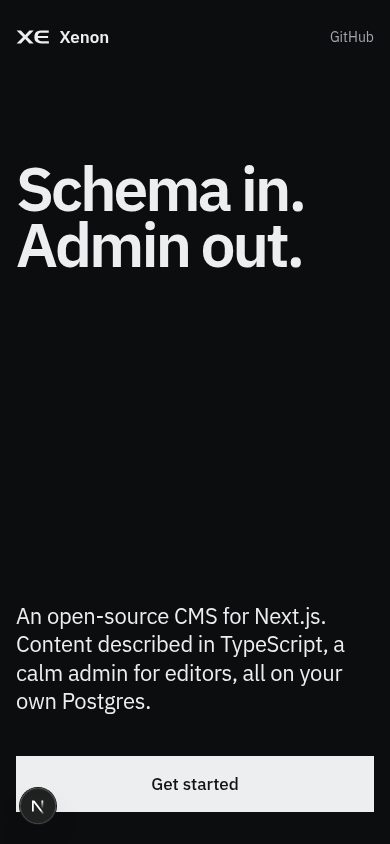 XE Xenon
GitHub
Schema in.
Admin out.
An open-source CMS for Next.js.
Content described in TypeScript, a
calm admin for editors, all on your
own Postgres.
Get started
N